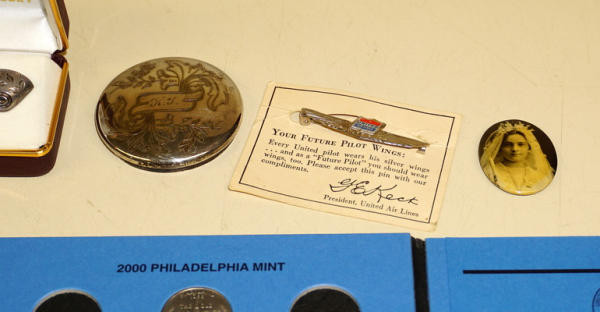 YOUR FUTURE PILOT WINGS:
Every United pilot wears his silver wings
... and as a "Future Pilot" you should wear
wings, too. Please accept this pin with our
compliments.
G E Keck
President, United Air Lines
2000 PHILADELPHIA MINT